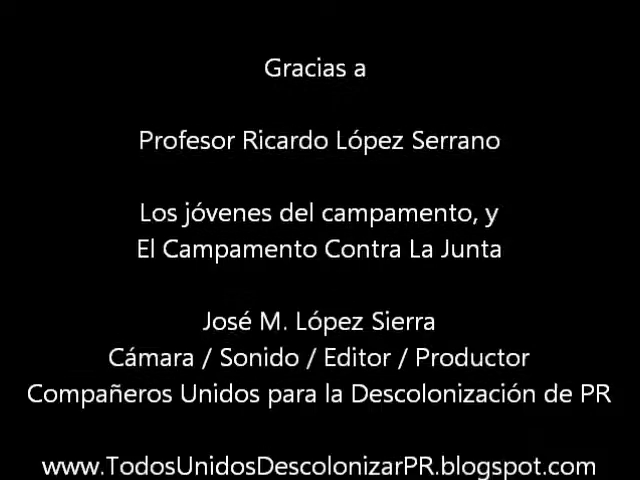 Gracias a
Profesor Ricardo López Serrano
Los jóvenes del campamento, y
El Campamento Contra La Junta
José M. López Sierra
Cámara / Sonido / Editor / Productor
Compañeros Unidos para la Descolonización de PR
www.TodosUnidosDescolonizarPR.blogspot.com